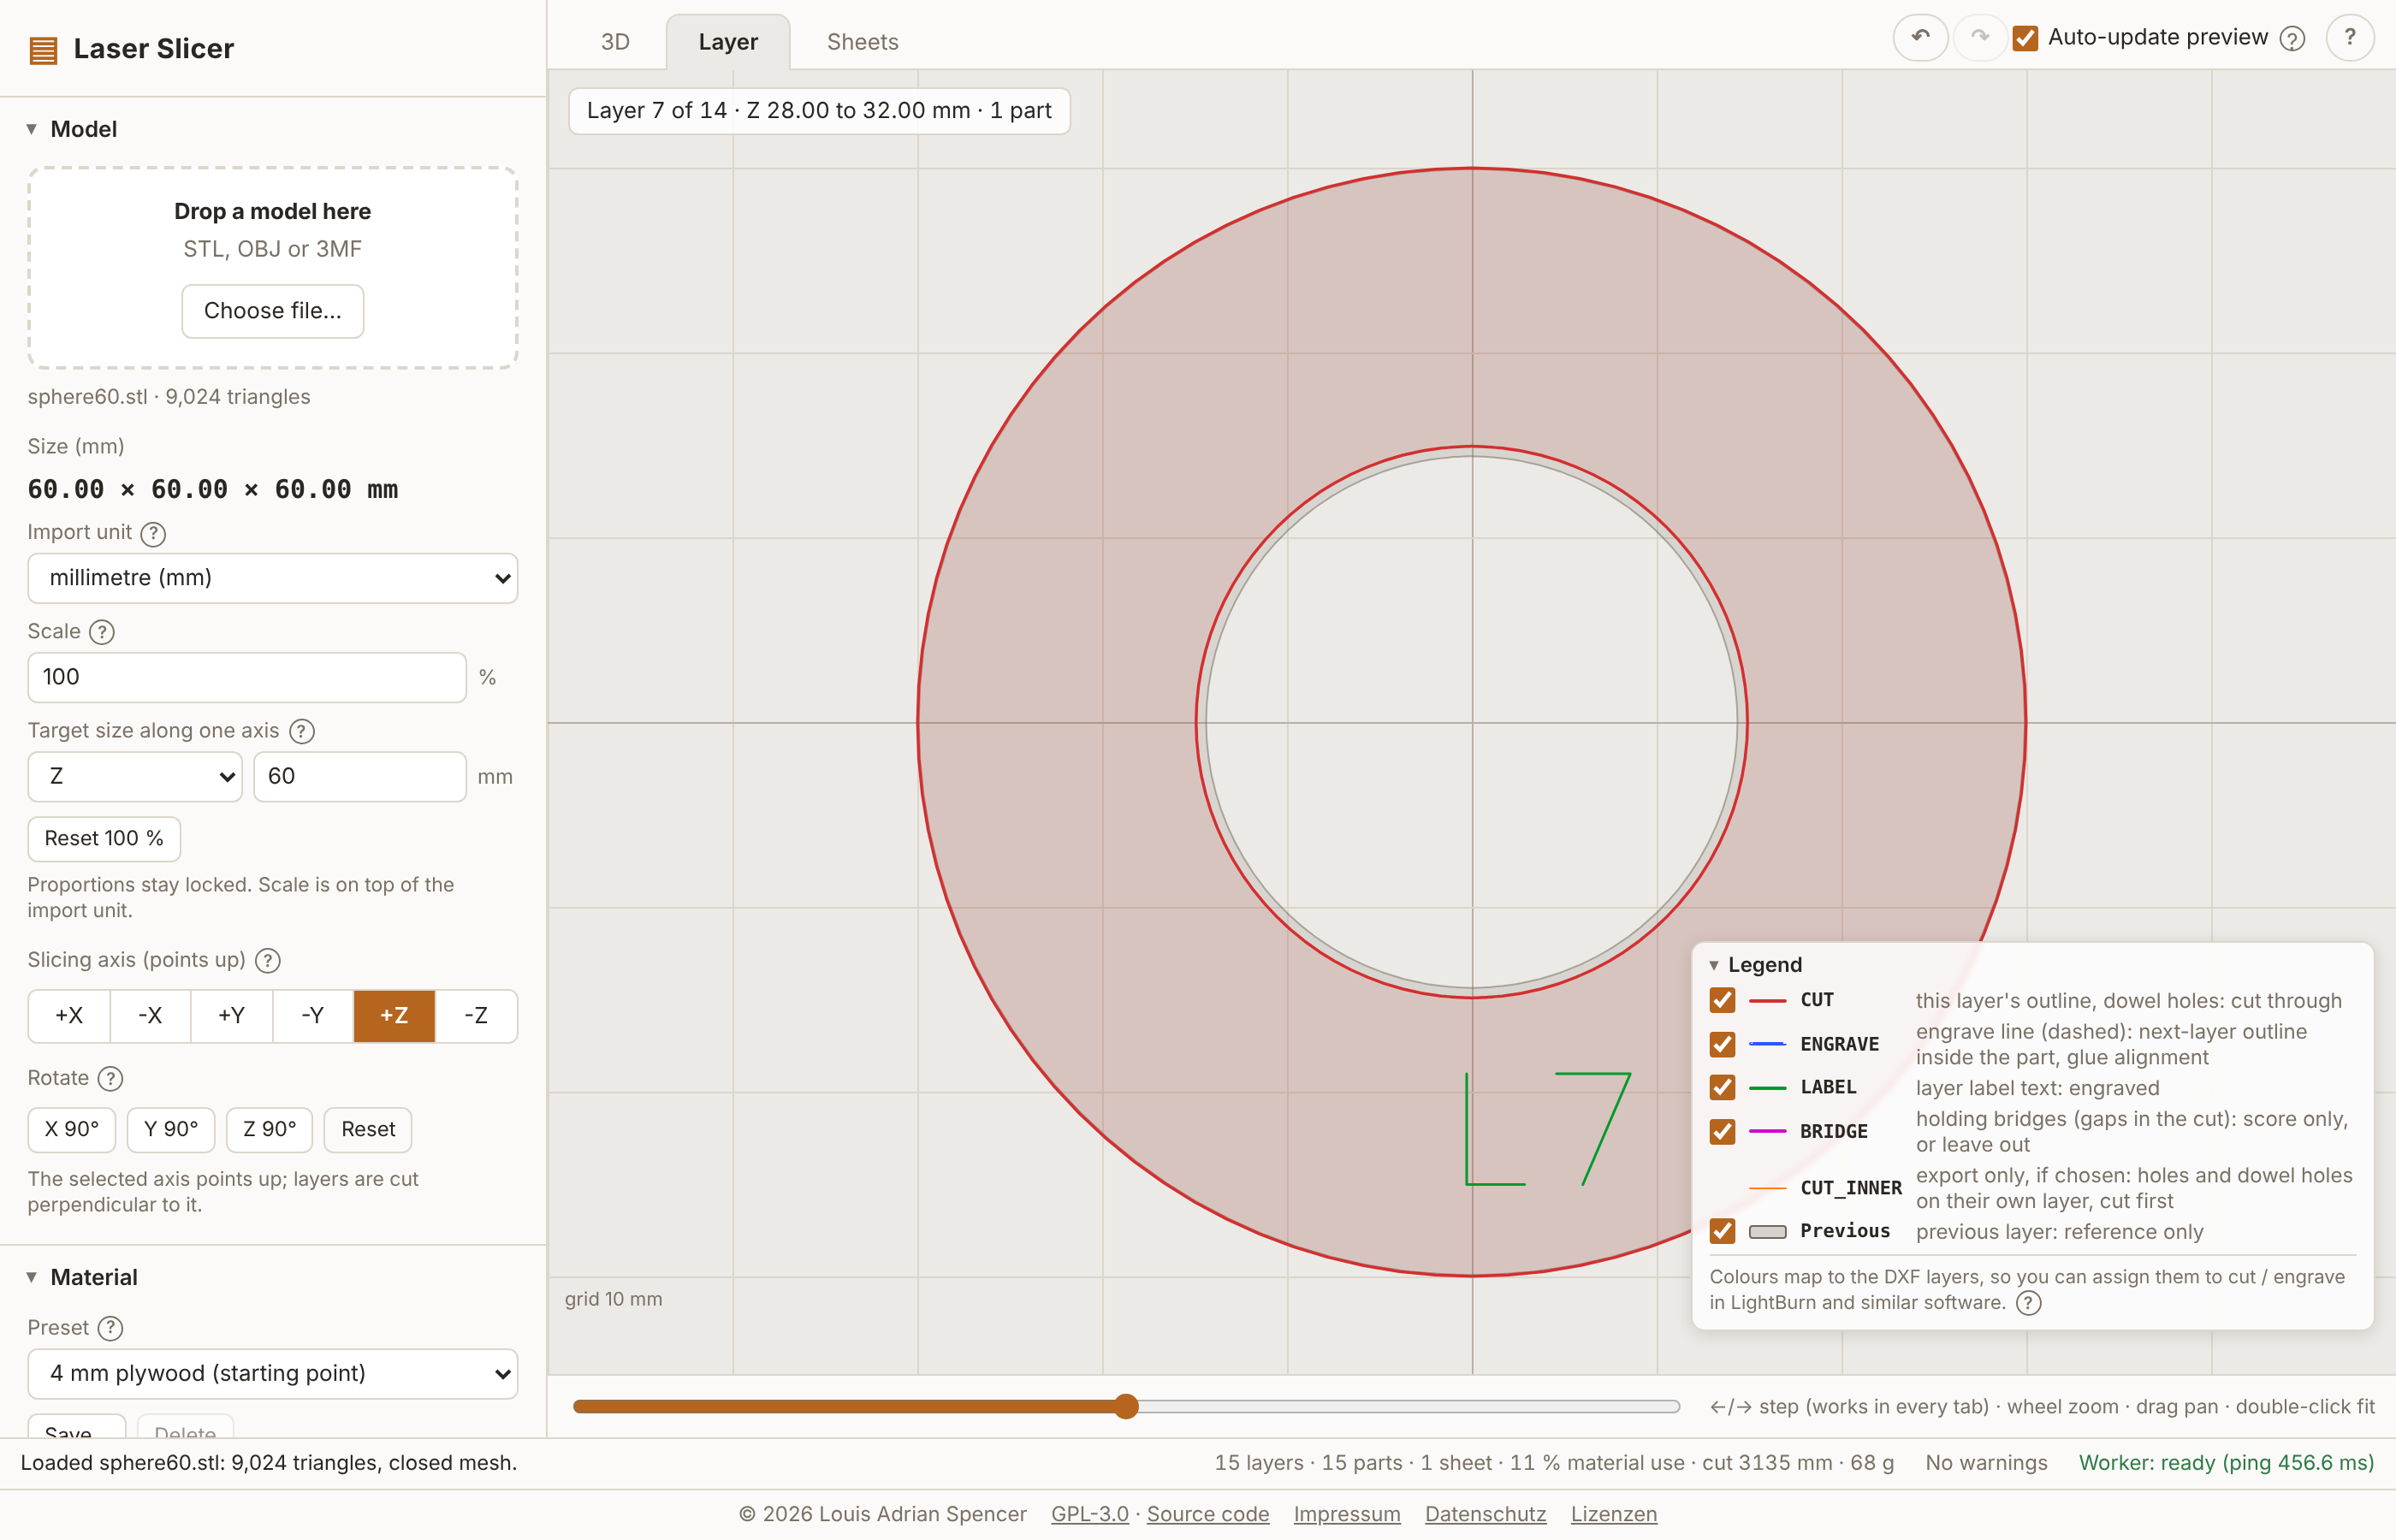 Laser Slicer
3D
Layer
Sheets
↶
↷
Auto-update preview ?
?
▼ Model
Drop a model here
STL, OBJ or 3MF
Choose file...
sphere60.stl · 9,024 triangles
Size (mm)
60.00 × 60.00 × 60.00 mm
Import unit ?
millimetre (mm)
Scale ?
100 %
Target size along one axis ?
Z 60 mm
Reset 100 %
Proportions stay locked. Scale is on top of the
import unit.
Slicing axis (points up) ?
+X -X +Y -Y +Z -Z
Rotate ?
X 90° Y 90° Z 90° Reset
The selected axis points up; layers are cut
perpendicular to it.
▼ Material
Preset ?
4 mm plywood (starting point)
Save... Delete
Layer 7 of 14 · Z 28.00 to 32.00 mm · 1 part
L 7
grid 10 mm
▼ Legend
CUT this layer's outline, dowel holes: cut through
ENGRAVE engrave line (dashed): next-layer outline
inside the part, glue alignment
LABEL layer label text: engraved
BRIDGE holding bridges (gaps in the cut): score only,
or leave out
CUT_INNER export only, if chosen: holes and dowel holes
on their own layer, cut first
Previous previous layer: reference only
Colours map to the DXF layers, so you can assign them to cut / engrave
in LightBurn and similar software. ?
←/→ step (works in every tab) · wheel zoom · drag pan · double-click fit
Loaded sphere60.stl: 9,024 triangles, closed mesh.
15 layers · 15 parts · 1 sheet · 11 % material use · cut 3135 mm · 68 g No warnings Worker: ready (ping 456.6 ms)
© 2026 Louis Adrian Spencer GPL-3.0 · Source code Impressum Datenschutz Lizenzen